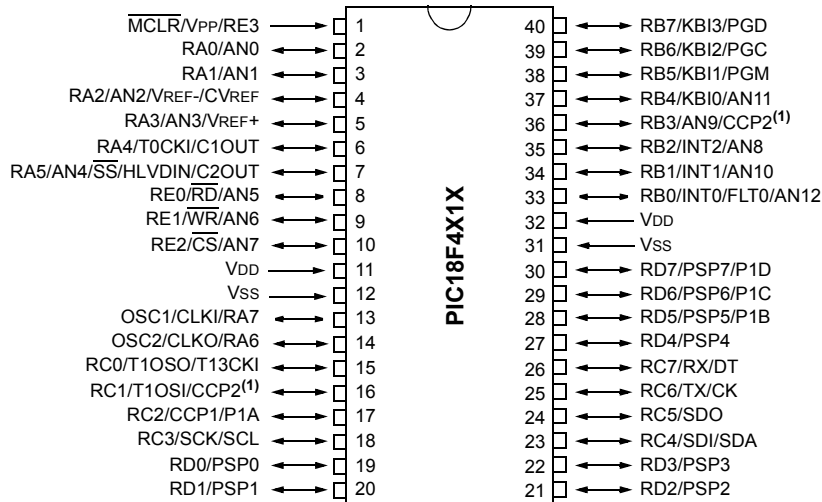 MCLR/VPP/RE3 1 40 RB7/KBI3/PGD
RA0/AN0 2 39 RB6/KBI2/PGC
RA1/AN1 3 38 RB5/KBI1/PGM
RA2/AN2/VREF-/CVREF 4 37 RB4/KBI0/AN11
RA3/AN3/VREF+ 5 36 RB3/AN9/CCP2(1)
RA4/T0CKI/C1OUT 6 35 RB2/INT2/AN8
RA5/AN4/SS/HLVDIN/C2OUT 7 34 RB1/INT1/AN10
RE0/RD/AN5 8 33 RB0/INT0/FLT0/AN12
RE1/WR/AN6 9 32 VDD
RE2/CS/AN7 10 31 VSS
VDD 11 30 RD7/PSP7/P1D
VSS 12 29 RD6/PSP6/P1C
OSC1/CLKI/RA7 13 28 RD5/PSP5/P1B
OSC2/CLKO/RA6 14 27 RD4/PSP4
RC0/T1OSO/T13CKI 15 26 RC7/RX/DT
RC1/T1OSI/CCP2(1) 16 25 RC6/TX/CK
RC2/CCP1/P1A 17 24 RC5/SDO
RC3/SCK/SCL 18 23 RC4/SDI/SDA
RD0/PSP0 19 22 RD3/PSP3
RD1/PSP1 20 21 RD2/PSP2
PIC18F4X1X